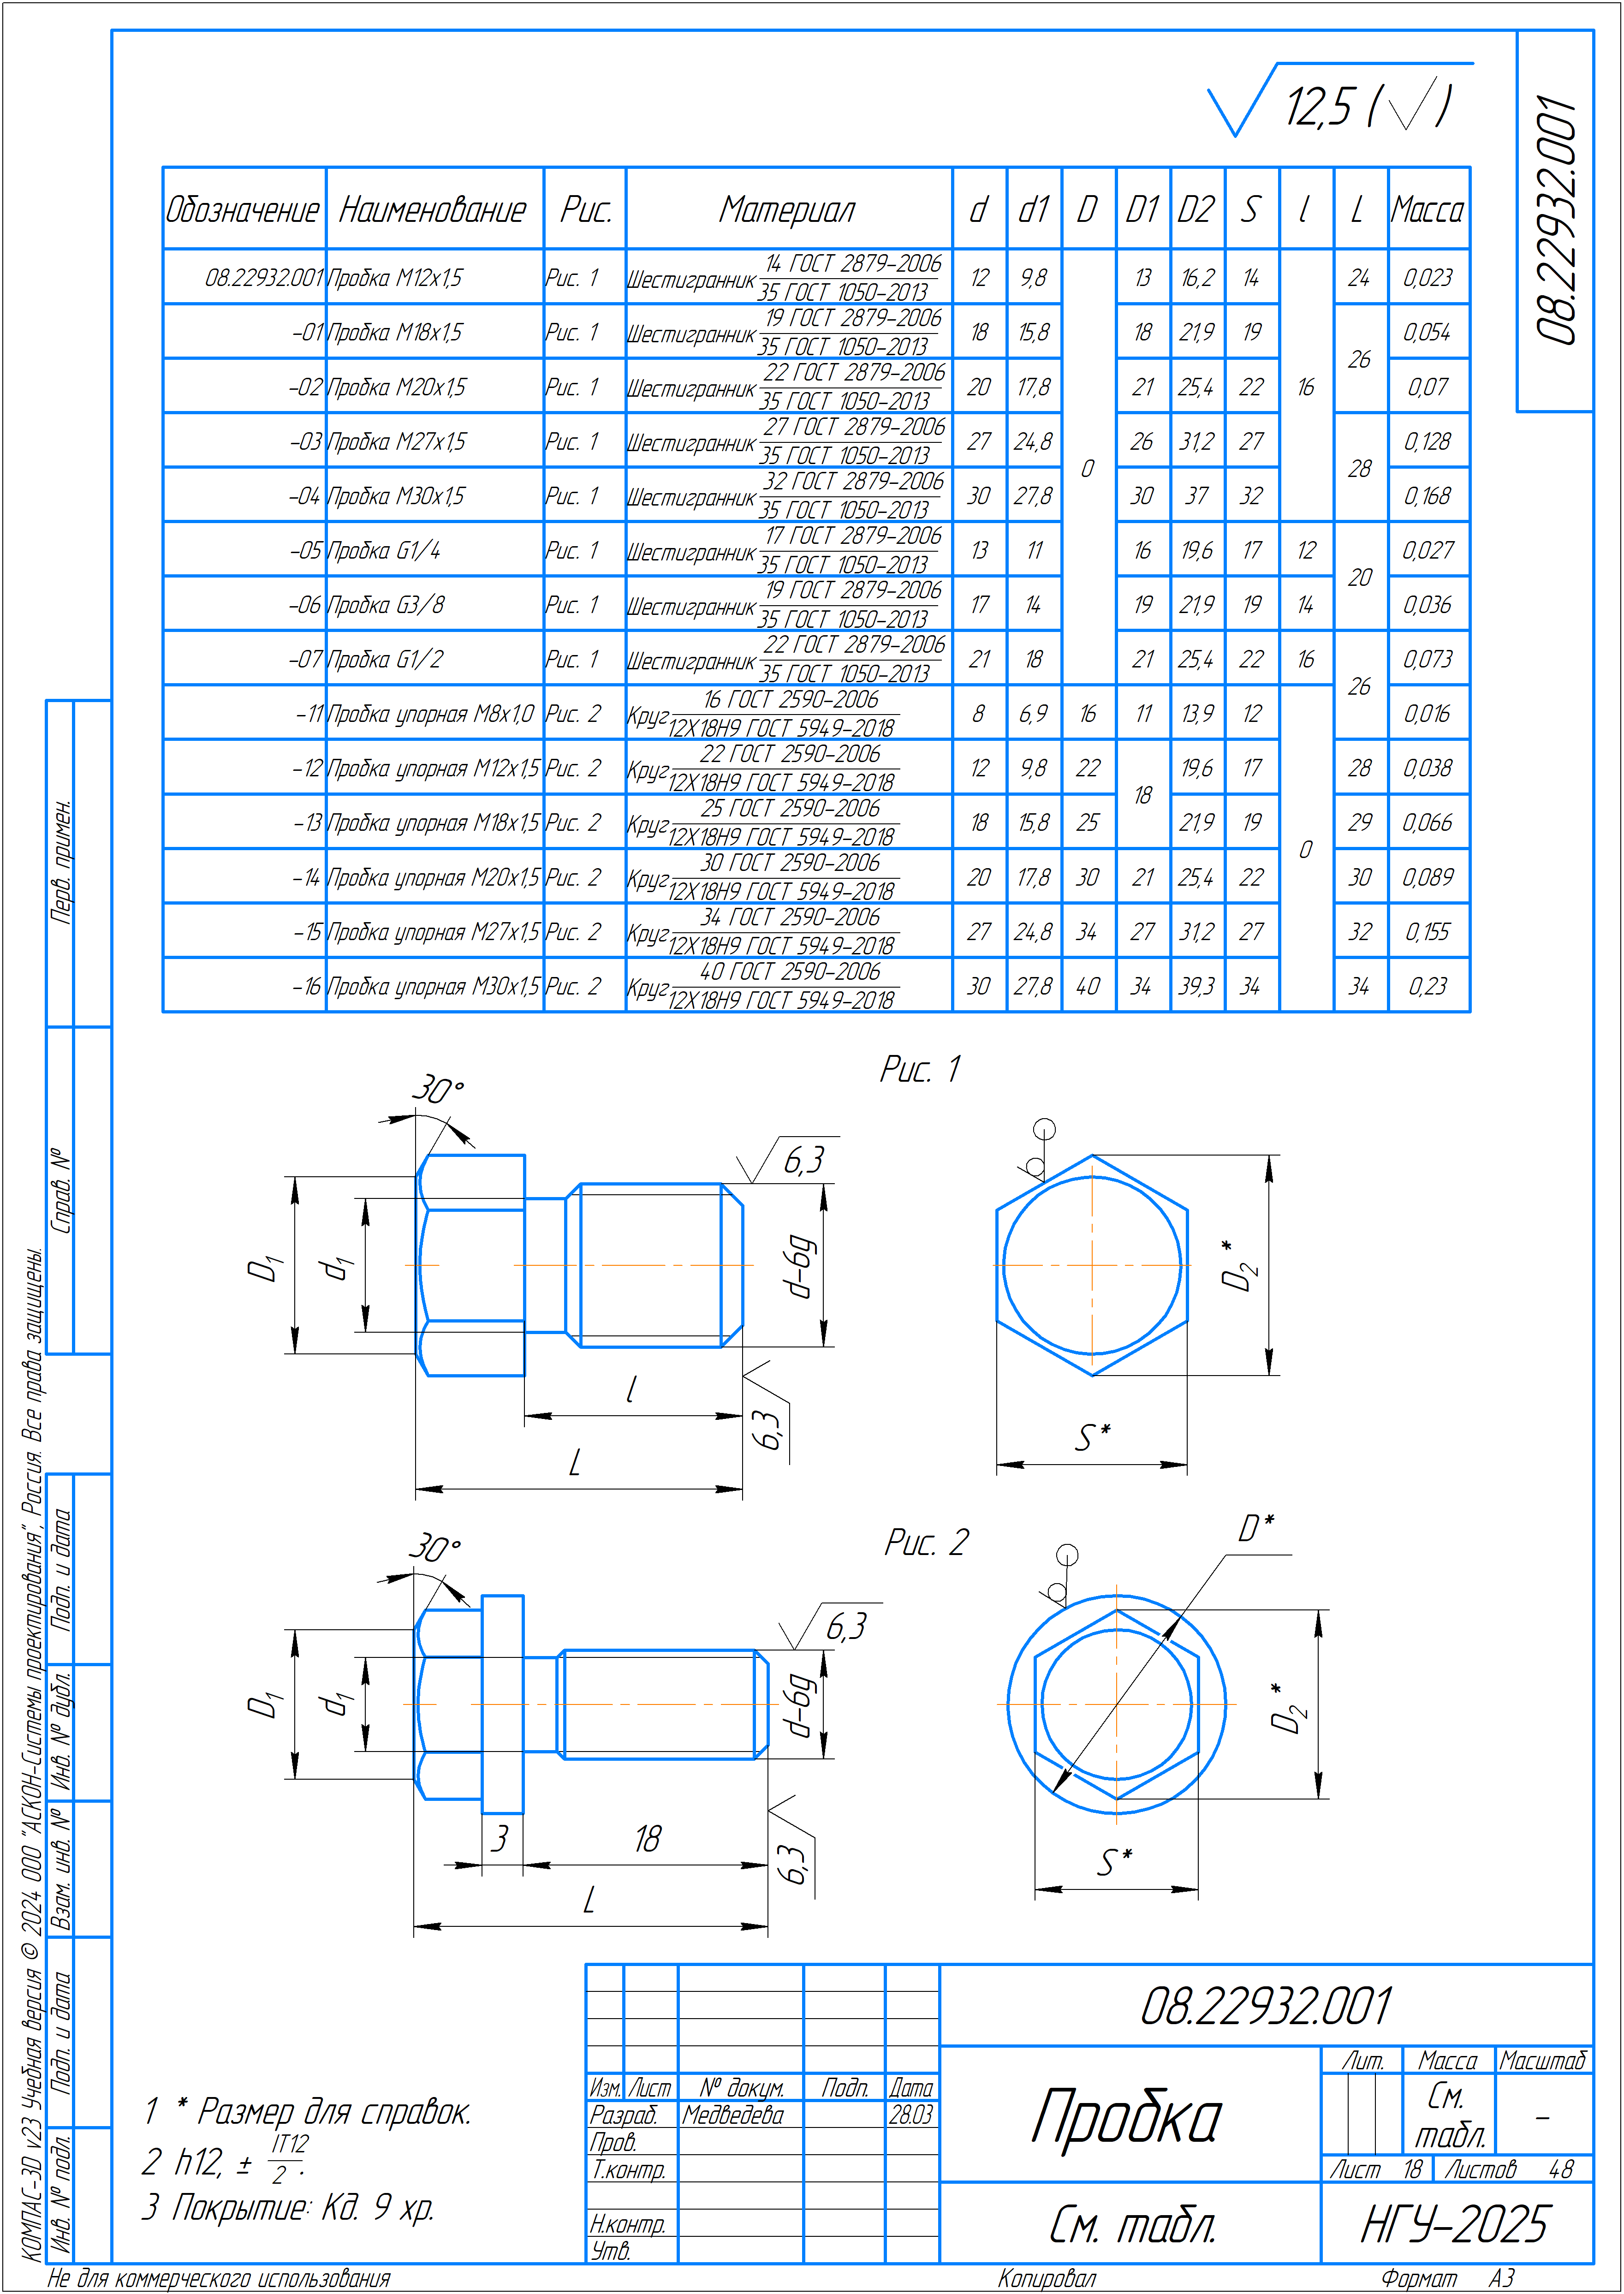 12,5 (√)
08.22932.001
Обозначение Наименование Рис. Материал d d1 D D1 D2 S l L Масса
08.22932.001 Пробка М12х1,5 Рис. 1 Шестигранник 14 ГОСТ 2879-2006 / 35 ГОСТ 1050-2013 12 9,8 0 13 16,2 14 16 24 0,023
-01 Пробка М18х1,5 Рис. 1 Шестигранник 19 ГОСТ 2879-2006 / 35 ГОСТ 1050-2013 18 15,8 18 21,9 19 26 0,054
-02 Пробка М20х1,5 Рис. 1 Шестигранник 22 ГОСТ 2879-2006 / 35 ГОСТ 1050-2013 20 17,8 21 25,4 22 0,07
-03 Пробка М27х1,5 Рис. 1 Шестигранник 27 ГОСТ 2879-2006 / 35 ГОСТ 1050-2013 27 24,8 26 31,2 27 28 0,128
-04 Пробка М30х1,5 Рис. 1 Шестигранник 32 ГОСТ 2879-2006 / 35 ГОСТ 1050-2013 30 27,8 30 37 32 0,168
-05 Пробка G1/4 Рис. 1 Шестигранник 17 ГОСТ 2879-2006 / 35 ГОСТ 1050-2013 13 11 16 19,6 17 12 20 0,027
-06 Пробка G3/8 Рис. 1 Шестигранник 19 ГОСТ 2879-2006 / 35 ГОСТ 1050-2013 17 14 19 21,9 19 14 0,036
-07 Пробка G1/2 Рис. 1 Шестигранник 22 ГОСТ 2879-2006 / 35 ГОСТ 1050-2013 21 18 21 25,4 22 16 26 0,073
-11 Пробка упорная М8х1,0 Рис. 2 Круг 16 ГОСТ 2590-2006 / 12Х18Н9 ГОСТ 5949-2018 8 6,9 16 11 13,9 12 0 0,016
-12 Пробка упорная М12х1,5 Рис. 2 Круг 22 ГОСТ 2590-2006 / 12Х18Н9 ГОСТ 5949-2018 12 9,8 22 18 19,6 17 28 0,038
-13 Пробка упорная М18х1,5 Рис. 2 Круг 25 ГОСТ 2590-2006 / 12Х18Н9 ГОСТ 5949-2018 18 15,8 25 21,9 19 29 0,066
-14 Пробка упорная М20х1,5 Рис. 2 Круг 30 ГОСТ 2590-2006 / 12Х18Н9 ГОСТ 5949-2018 20 17,8 30 21 25,4 22 30 0,089
-15 Пробка упорная М27х1,5 Рис. 2 Круг 34 ГОСТ 2590-2006 / 12Х18Н9 ГОСТ 5949-2018 27 24,8 34 27 31,2 27 32 0,155
-16 Пробка упорная М30х1,5 Рис. 2 Круг 40 ГОСТ 2590-2006 / 12Х18Н9 ГОСТ 5949-2018 30 27,8 40 34 39,3 34 34 0,23
Рис. 1
30°
6,3
D1
d1
d-6g
D2*
l
6,3
L
S*
Рис. 2
30°
6,3
D*
D1
d1
d-6g
D2*
3
18
6,3
L
S*
1 * Размер для справок.
2 h12, ± IT12/2.
3 Покрытие: Кд. 9 хр.
08.22932.001
Лит. Масса Масштаб
Пробка
См. табл.
-
Изм. Лист № докум. Подп. Дата
Разраб. Медведева 28.03
Пров.
Т.контр.
Лист 18 Листов 48
Н.контр.
Утв.
См. табл.
НГУ-2025
Перв. примен.
Справ. №
Подп. и дата
Инв. № дубл.
Взам. инв. №
Подп. и дата
Инв. № подл.
КОМПАС-3D v23 Учебная версия © 2024 ООО "АСКОН-Системы проектирования", Россия. Все права защищены.
Не для коммерческого использования
Копировал
Формат А3